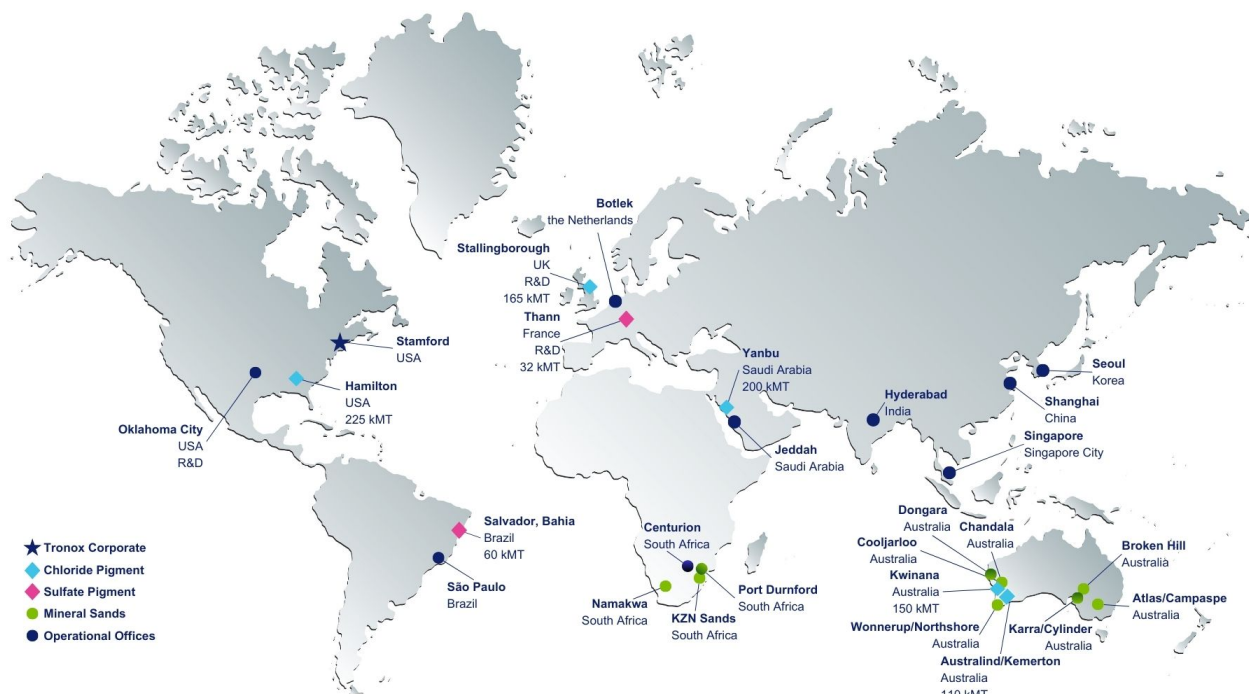 Botlek
the Netherlands
Stallingborough
UK
R&D
165 kMT
Thann
France
R&D
32 kMT
Stamford
USA
Hamilton
USA
225 kMT
Oklahoma City
USA
R&D
Yanbu
Saudi Arabia
200 kMT
Jeddah
Saudi Arabia
Hyderabad
India
Seoul
Korea
Shanghai
China
Singapore
Singapore City
Salvador, Bahia
Brazil
60 kMT
São Paulo
Brazil
Centurion
South Africa
Namakwa
South Africa
KZN Sands
South Africa
Port Durnford
South Africa
Dongara
Australia
Chandala
Australia
Cooljarloo
Australia
Kwinana
Australia
150 kMT
Wonnerup/Northshore
Australia
Australind/Kemerton
Australia
110 kMT
Karra/Cylinder
Australia
Broken Hill
Australia
Atlas/Campaspe
Australia
Tronox Corporate
Chloride Pigment
Sulfate Pigment
Mineral Sands
Operational Offices